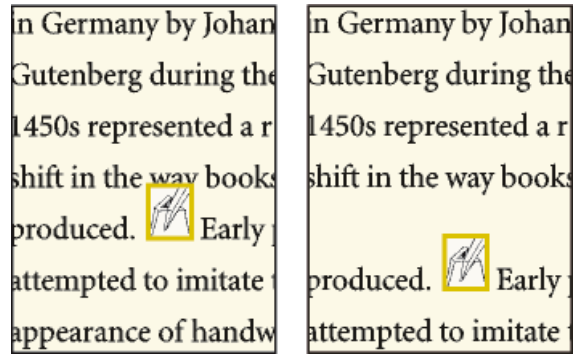 in Germany by Johan
Gutenberg during the
1450s represented a r
shift in the way books
produced. Early
attempted to imitate
appearance of handw
in Germany by Johan
Gutenberg during the
1450s represented a r
shift in the way books
produced. Early
attempted to imitate